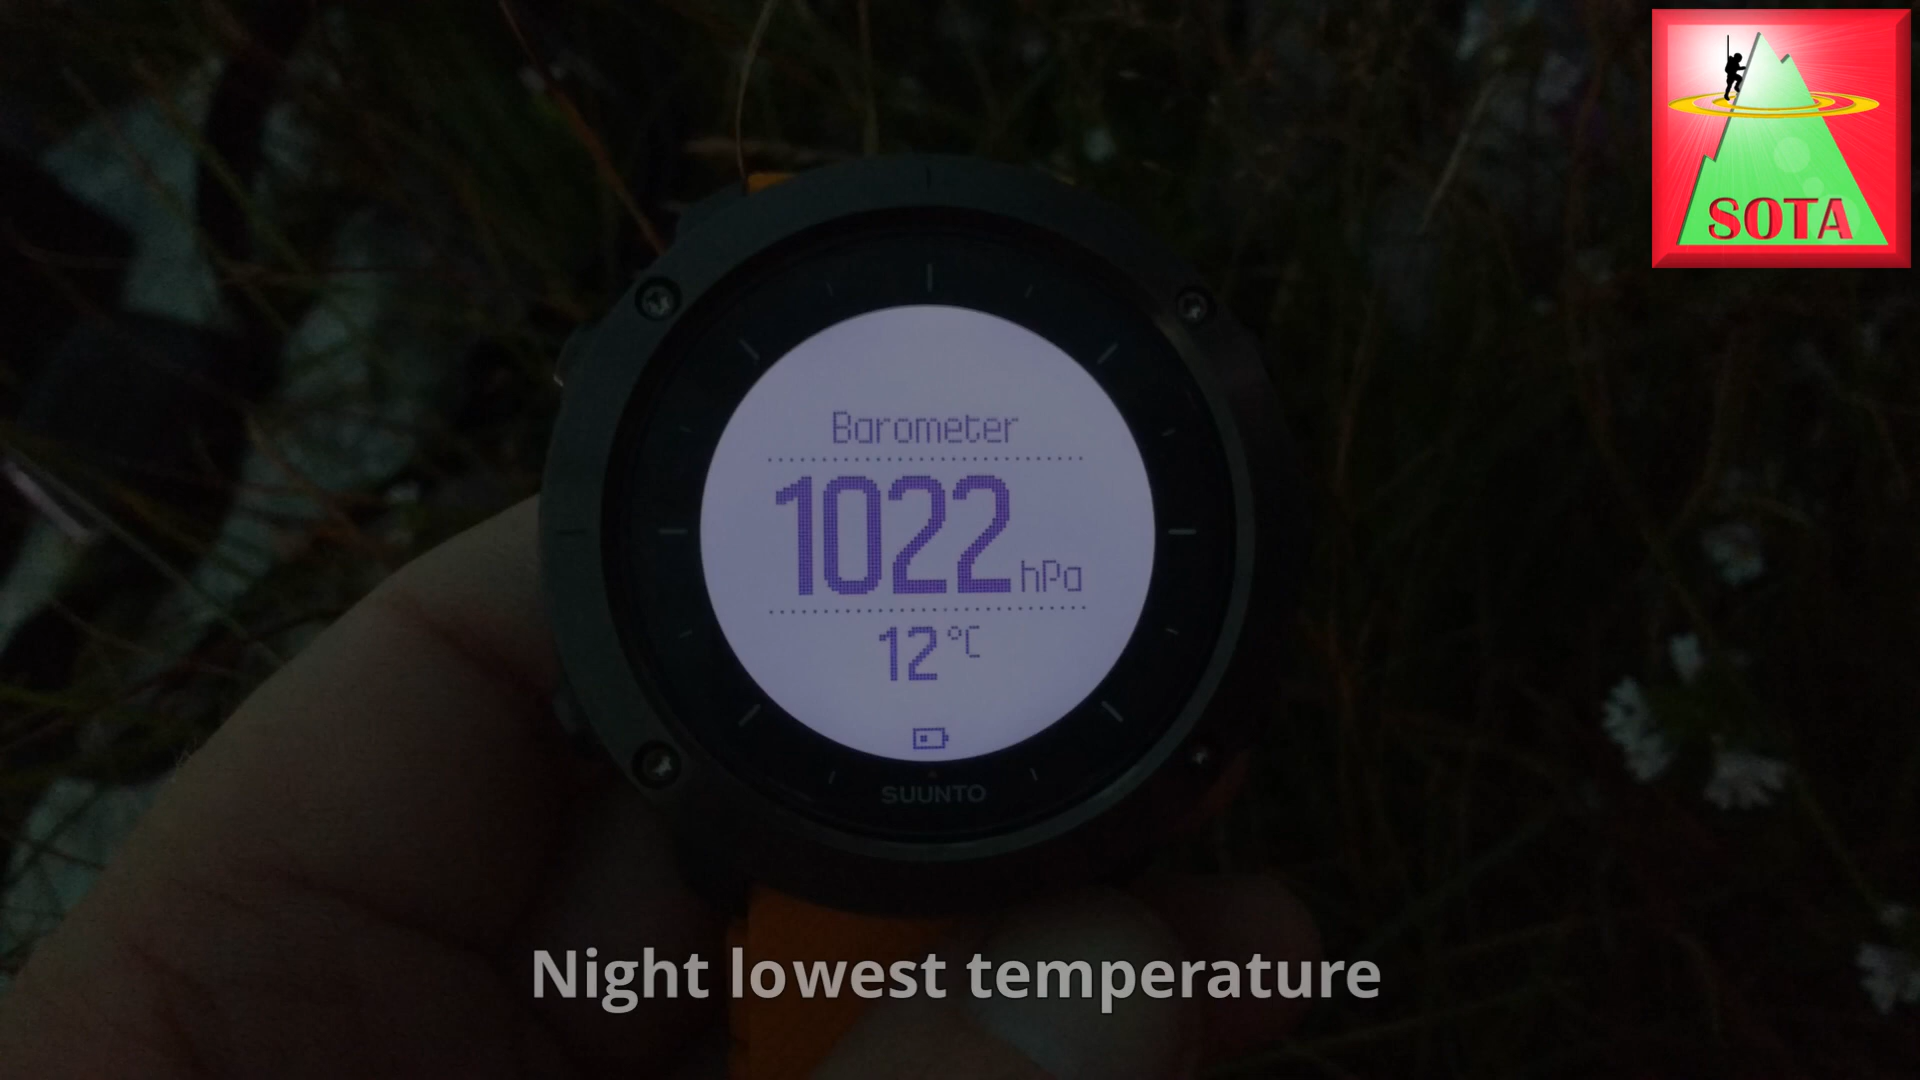 SOTA
Barometer
1022 hPa
12 °C
SUUNTO
Night lowest temperature